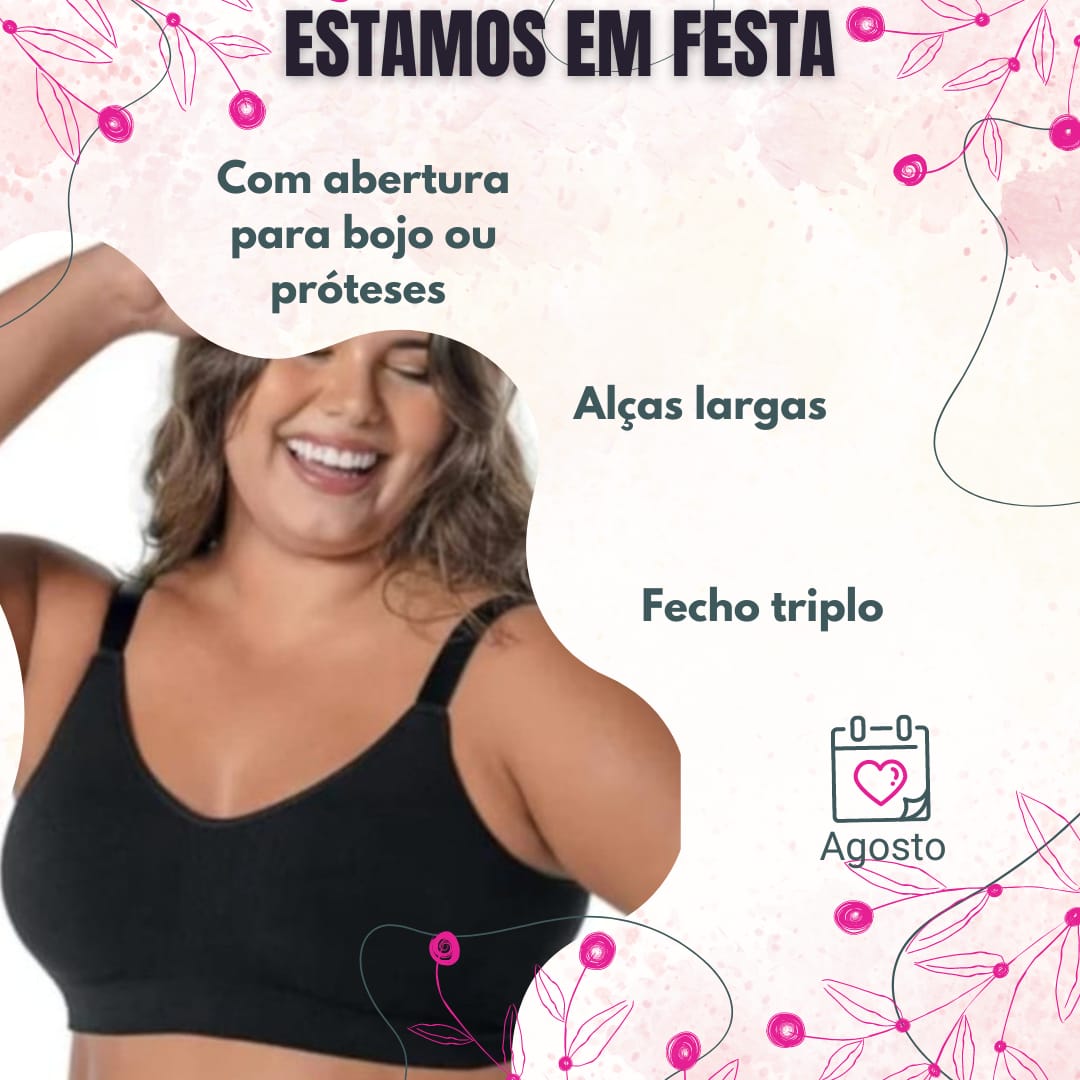 ESTAMOS EM FESTA
Com abertura
para bojo ou
próteses
Alças largas
Fecho triplo
Agosto